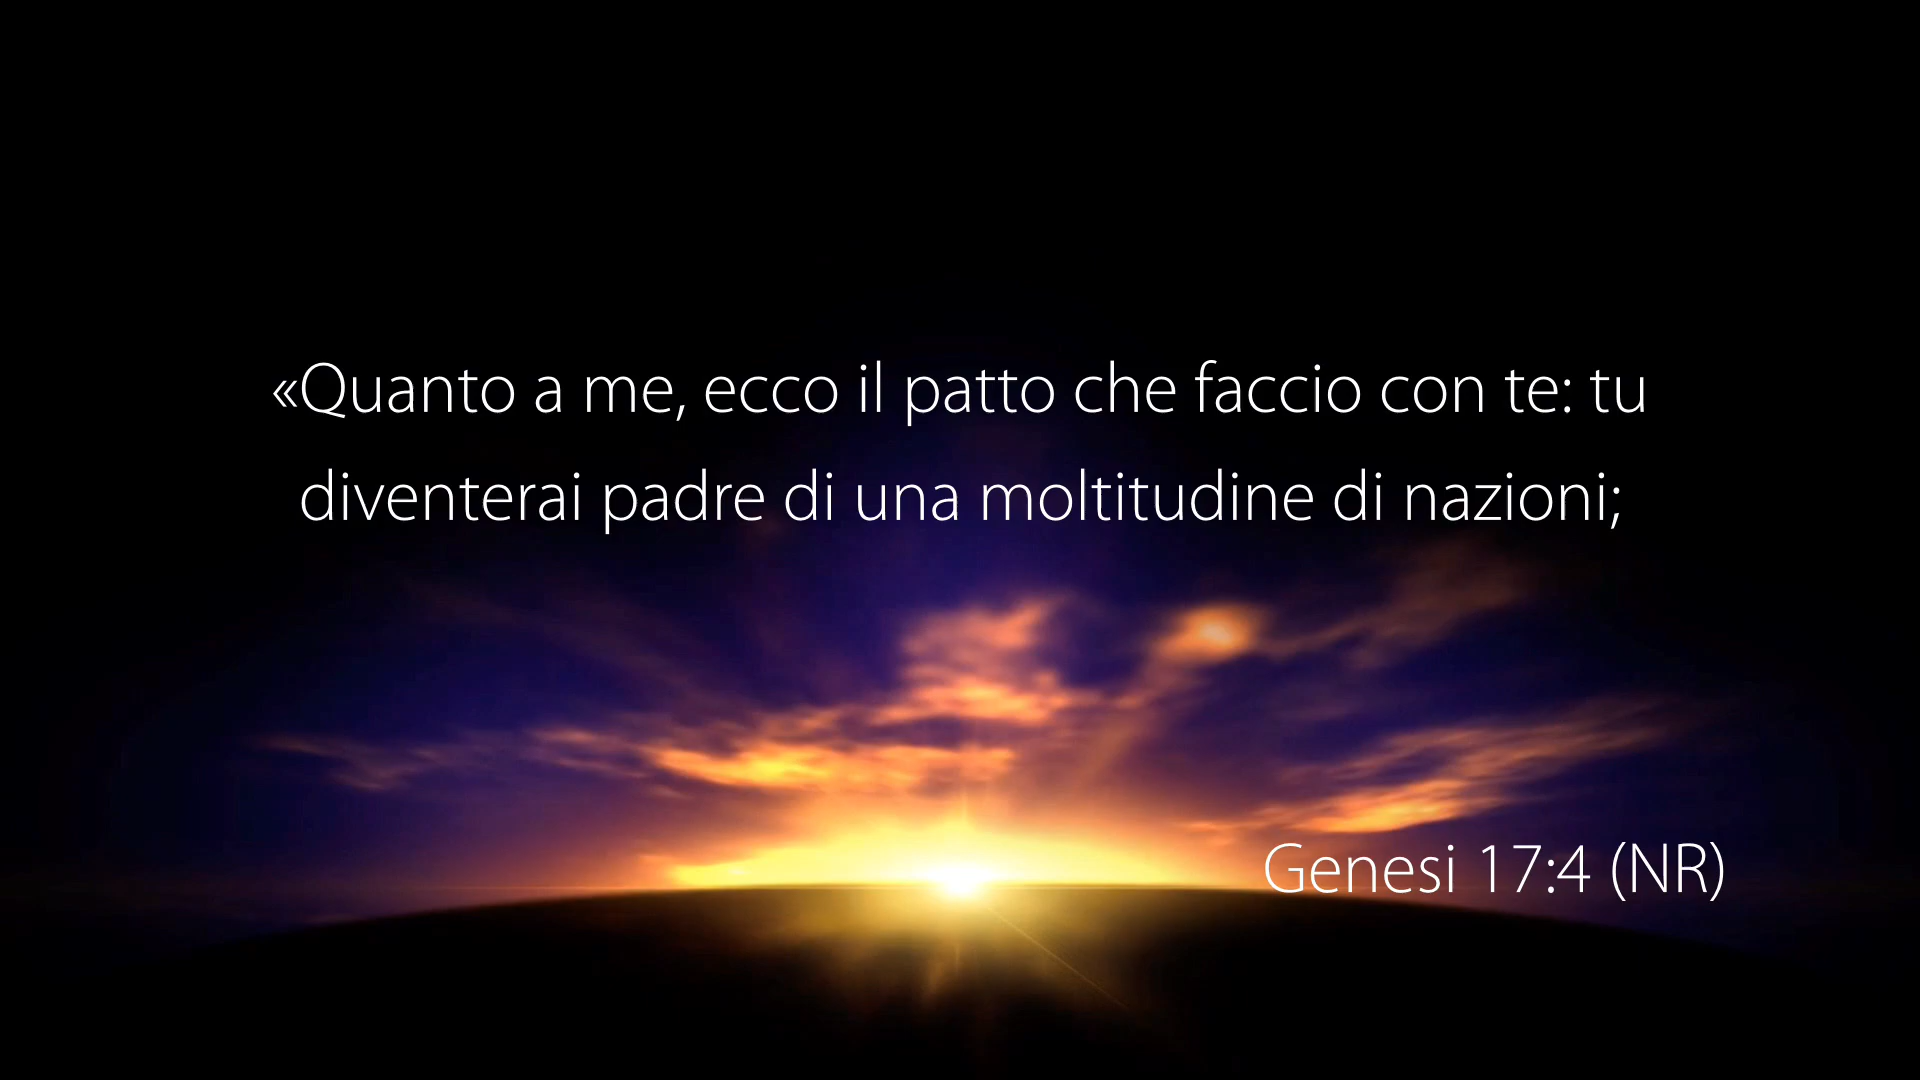 «Quanto a me, ecco il patto che faccio con te: tu
diventerai padre di una moltitudine di nazioni;
Genesi 17:4 (NR)